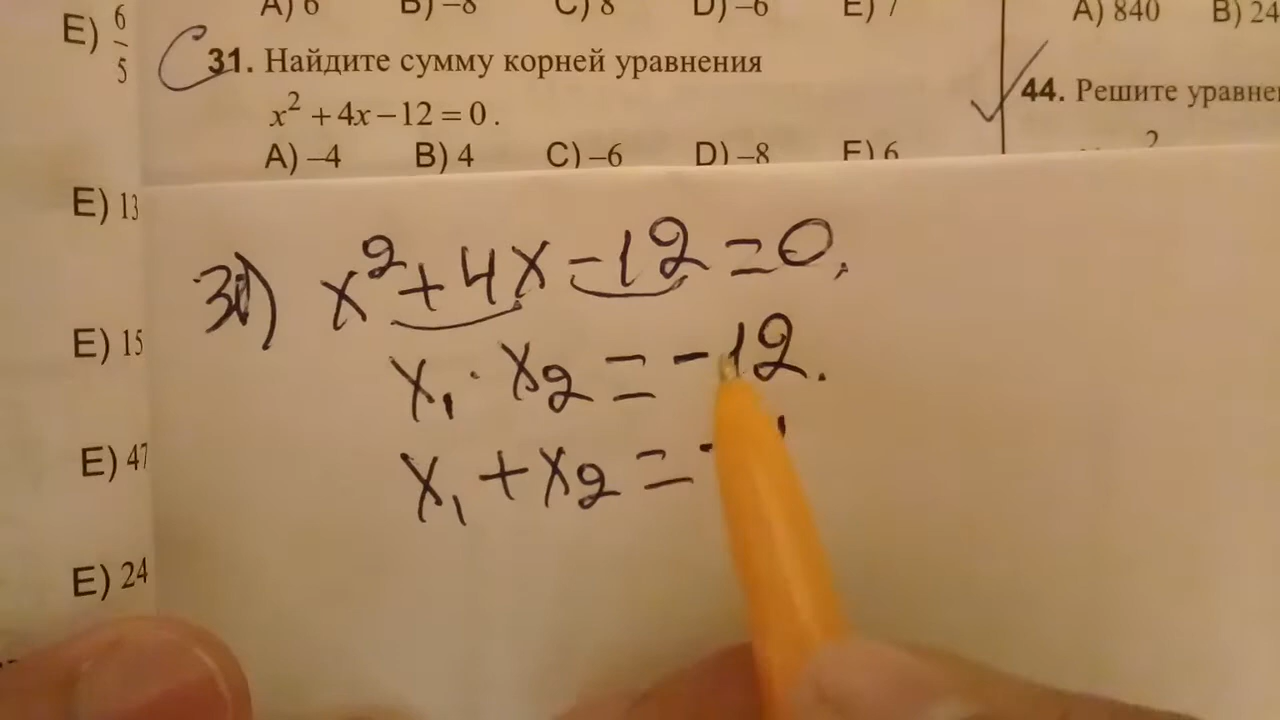 E) 6/5
A) 6 B) –8 C) 8 D) –6 E) 7
31. Найдите сумму корней уравнения
x² + 4x – 12 = 0.
A) –4 B) 4 C) –6 D) –8 E) 6
A) 840 B) 24
44. Решите
2
E) 13
E) 15
E) 47
E) 24
31) x² + 4x – 12 = 0,
x₁ · x₂ = –12.
x₁ + x₂ = –